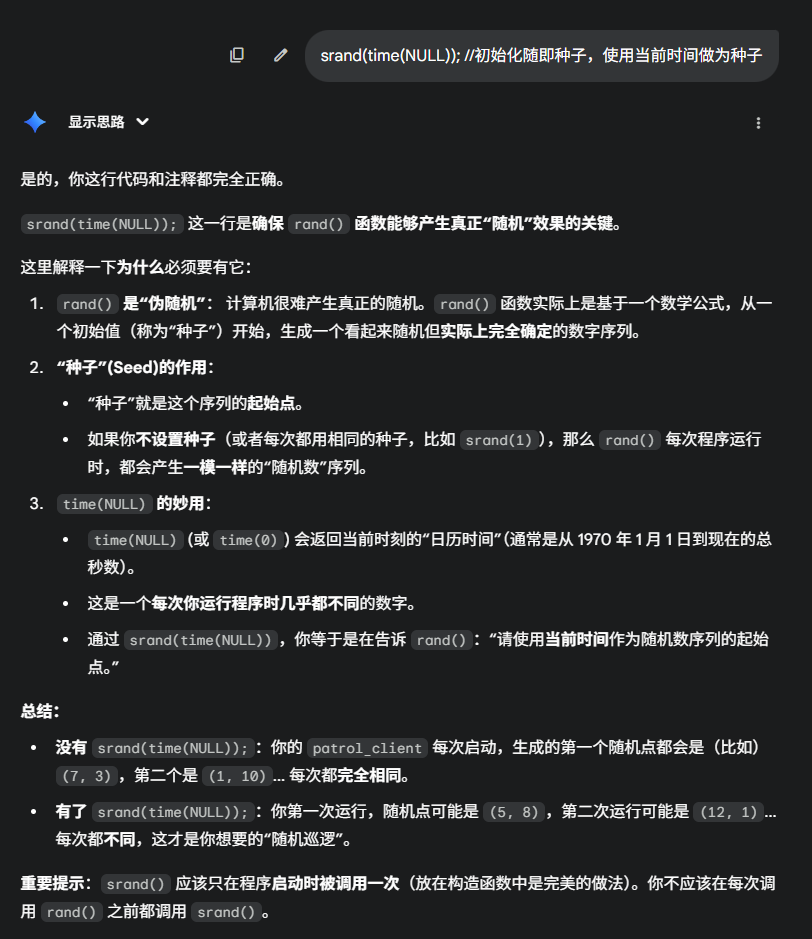 srand(time(NULL)); //初始化随即种子，使用当前时间做为种子
显示思路
是的，你这行代码和注释都完全正确。
srand(time(NULL)); 这一行是确保 rand() 函数能够产生真正“随机”效果的关键。
这里解释一下为什么必须要有它：
1. rand() 是“伪随机”： 计算机很难产生真正的随机。rand() 函数实际上是基于一个数学公式，从一
个初始值（称为“种子”）开始，生成一个看起来随机但实际上完全确定的数字序列。
2. “种子”(Seed)的作用：
• “种子”就是这个序列的起始点。
• 如果你不设置种子（或者每次都用相同的种子，比如 srand(1)），那么 rand() 每次程序运行
时，都会产生一模一样的“随机数”序列。
3. time(NULL) 的妙用：
• time(NULL) (或 time(0) ) 会返回当前时刻的“日历时间”（通常是从 1970 年 1 月 1 日到现在的总
秒数）。
• 这是一个每次你运行程序时几乎都不同的数字。
• 通过 srand(time(NULL))，你等于是在告诉 rand()：“请使用当前时间作为随机数序列的起始
点。”
总结：
• 没有 srand(time(NULL));：你的 patrol_client 每次启动，生成的第一个随机点都会是（比如）
(7, 3)，第二个是 (1, 10)... 每次都完全相同。
• 有了 srand(time(NULL));：你第一次运行，随机点可能是 (5, 8)，第二次运行可能是 (12, 1)...
每次都不同，这才是你想要的“随机巡逻”。
重要提示：srand() 应该只在程序启动时被调用一次（放在构造函数中是完美的做法）。你不应该在每次调
用 rand() 之前都调用 srand()。